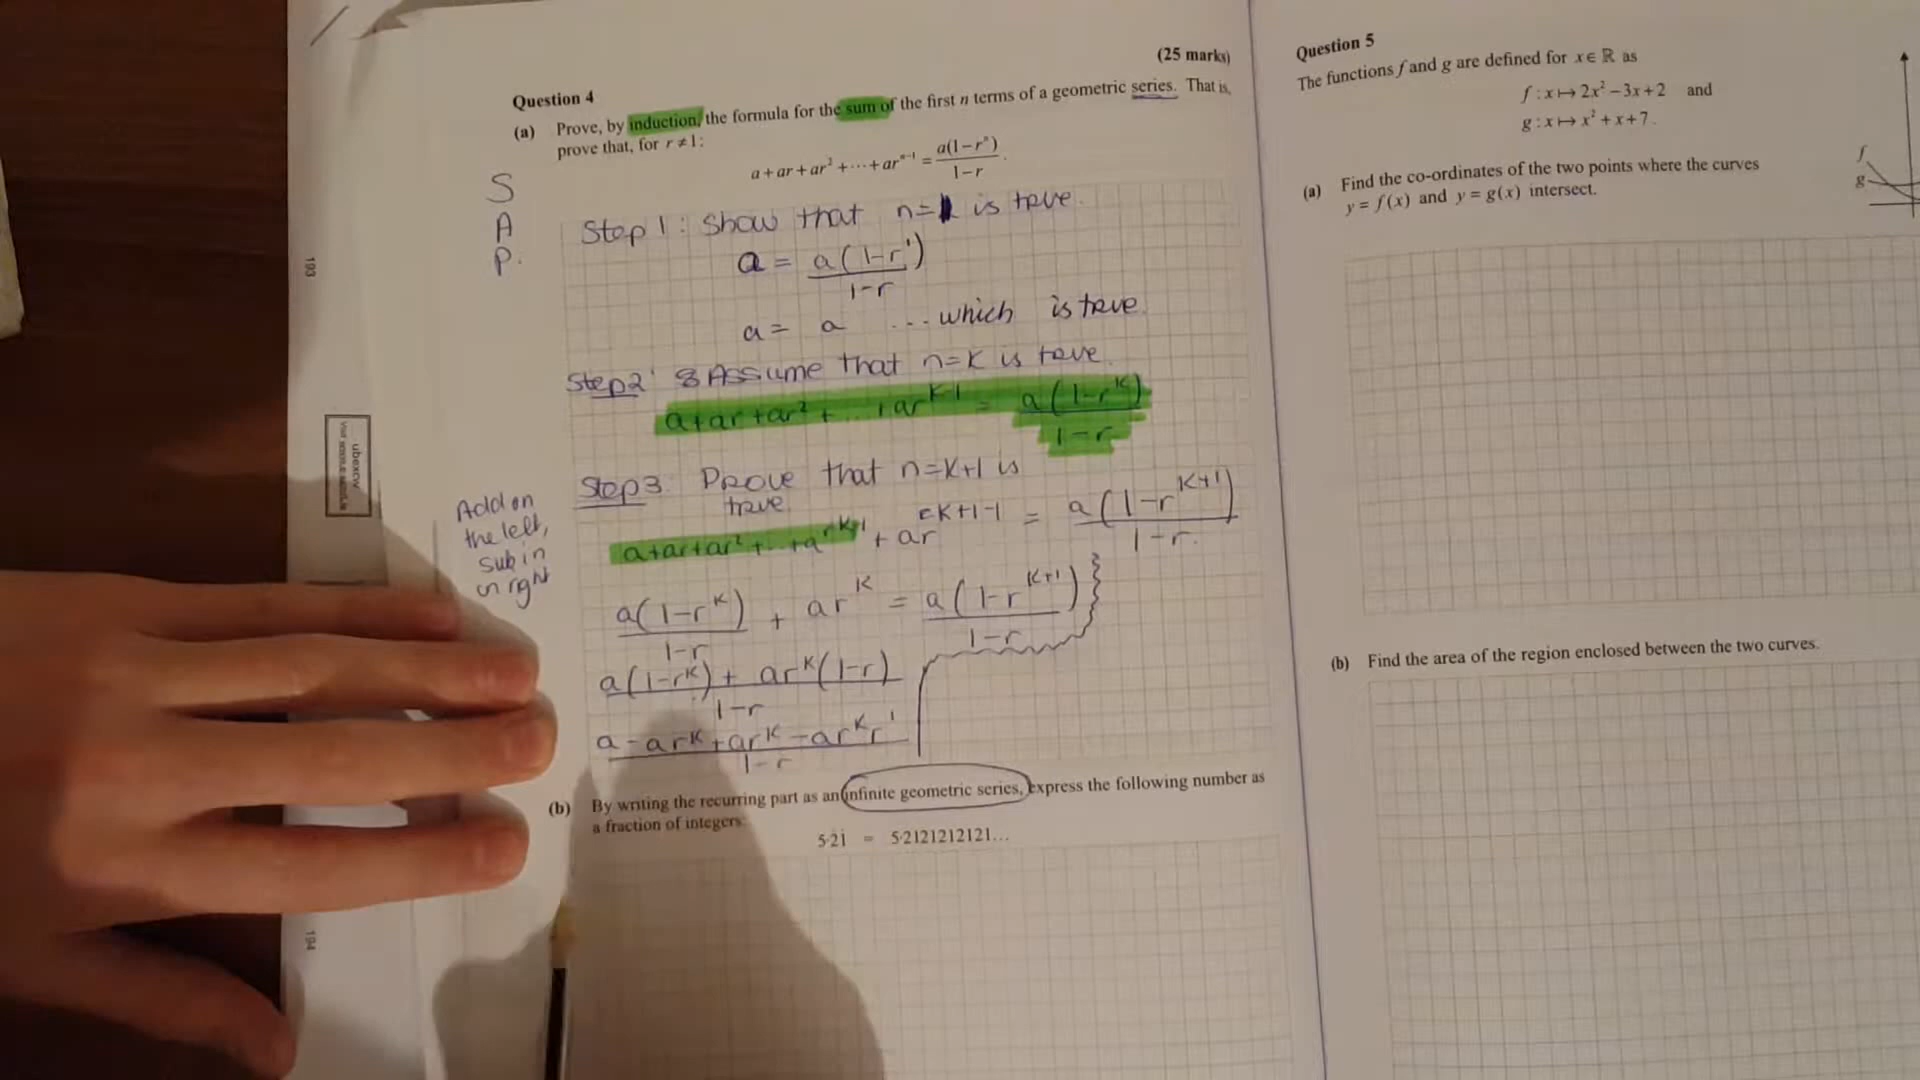 (25 marks)
Question 4
(a) Prove, by induction, the formula for the sum of the first n terms of a geometric series. That is,
prove that, for r ≠ 1:
a + ar + ar² + ⋯ + arⁿ⁻¹ = a(1−rⁿ)/1−r.
S
A
P.
Step 1: Show that n=1 is true.
a = a(1-r¹)/1-r
a = a ... which is true.
Step 2: Assume that n=k is true.
a+ar+ar²+...+ar^k-1 = a(1-r^k)/1-r
Step 3: Prove that n=k+1 is
true.
Add on
the left,
sub in
on right
a+ar+ar²+...+ar^k-1 + ar^k+1-1 = a(1-r^k+1)/1-r.
a(1-r^k)/1-r + ar^k = a(1-r^k+1)/1-r
a(1-r^k) + ar^k(1-r)/1-r
a-ar^k+ar^k-ar^kr¹/1-r
(b) By writing the recurring part as an infinite geometric series, express the following number as
a fraction of integers:
5·2̇1̇ = 5·2121212121...
193
194
Question 5
The functions f and g are defined for x ∈ ℝ as
f : x ↦ 2x² − 3x + 2 and
g : x ↦ x² + x + 7.
(a) Find the co-ordinates of the two points where the curves
y = f(x) and y = g(x) intersect.
f
g
(b) Find the area of the region enclosed between the two curves.